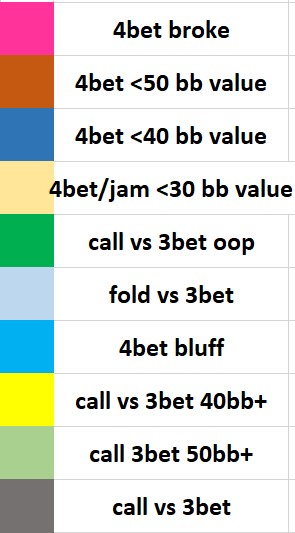 4bet broke
4bet <50 bb value
4bet <40 bb value
4bet/jam <30 bb value
call vs 3bet oop
fold vs 3bet
4bet bluff
call vs 3bet 40bb+
call 3bet 50bb+
call vs 3bet